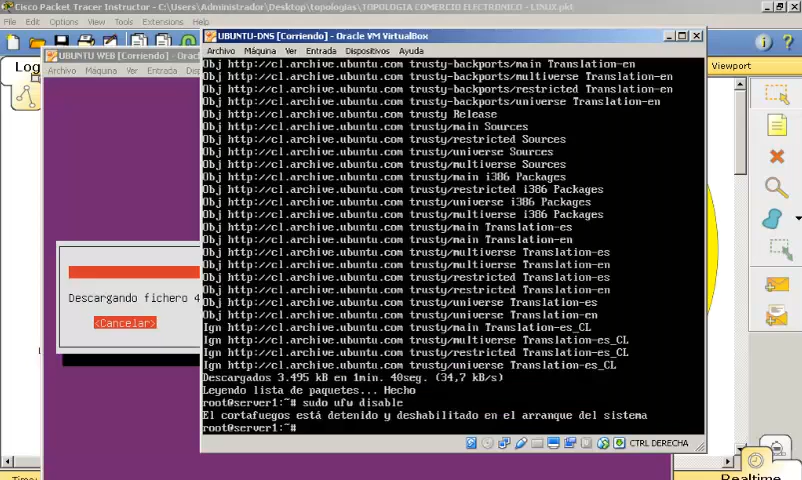 Cisco Packet Tracer Instructor - C:\Users\Administrador\Desktop\topologias\TOPOLOGIA COMERCIO ELECTRONICO - LINUX.pkt
File Edit Options View Tools Extensions Help
Viewport
UBUNTU WEB [Corriendo] - Orac
Archivo Máquina Ver Entrada Di
UBUNTU-DNS [Corriendo] - Oracle VM VirtualBox
Archivo Máquina Ver Entrada Dispositivos Ayuda
Obj http://cl.archive.ubuntu.com trusty-backports/main Translation-en
Obj http://cl.archive.ubuntu.com trusty-backports/multiverse Translation-en
Obj http://cl.archive.ubuntu.com trusty-backports/restricted Translation-en
Obj http://cl.archive.ubuntu.com trusty-backports/universe Translation-en
Obj http://cl.archive.ubuntu.com trusty Release
Obj http://cl.archive.ubuntu.com trusty/main Sources
Obj http://cl.archive.ubuntu.com trusty/restricted Sources
Obj http://cl.archive.ubuntu.com trusty/universe Sources
Obj http://cl.archive.ubuntu.com trusty/multiverse Sources
Obj http://cl.archive.ubuntu.com trusty/main i386 Packages
Obj http://cl.archive.ubuntu.com trusty/restricted i386 Packages
Obj http://cl.archive.ubuntu.com trusty/universe i386 Packages
Obj http://cl.archive.ubuntu.com trusty/multiverse i386 Packages
Obj http://cl.archive.ubuntu.com trusty/main Translation-es
Obj http://cl.archive.ubuntu.com trusty/main Translation-en
Obj http://cl.archive.ubuntu.com trusty/multiverse Translation-es
Obj http://cl.archive.ubuntu.com trusty/multiverse Translation-en
Obj http://cl.archive.ubuntu.com trusty/restricted Translation-es
Obj http://cl.archive.ubuntu.com trusty/restricted Translation-en
Obj http://cl.archive.ubuntu.com trusty/universe Translation-es
Obj http://cl.archive.ubuntu.com trusty/universe Translation-en
Ign http://cl.archive.ubuntu.com trusty/main Translation-es_CL
Ign http://cl.archive.ubuntu.com trusty/multiverse Translation-es_CL
Ign http://cl.archive.ubuntu.com trusty/restricted Translation-es_CL
Ign http://cl.archive.ubuntu.com trusty/universe Translation-es_CL
Descargados 3.495 kB en 1min. 40seg. (34,7 kB/s)
Leyendo lista de paquetes... Hecho
root@server1:~# sudo ufw disable
El cortafuegos está detenido y deshabilitado en el arranque del sistema
root@server1:~#
CTRL DERECHA
Log
Descargando fichero 4
<Cancelar>
Time:
Realtime